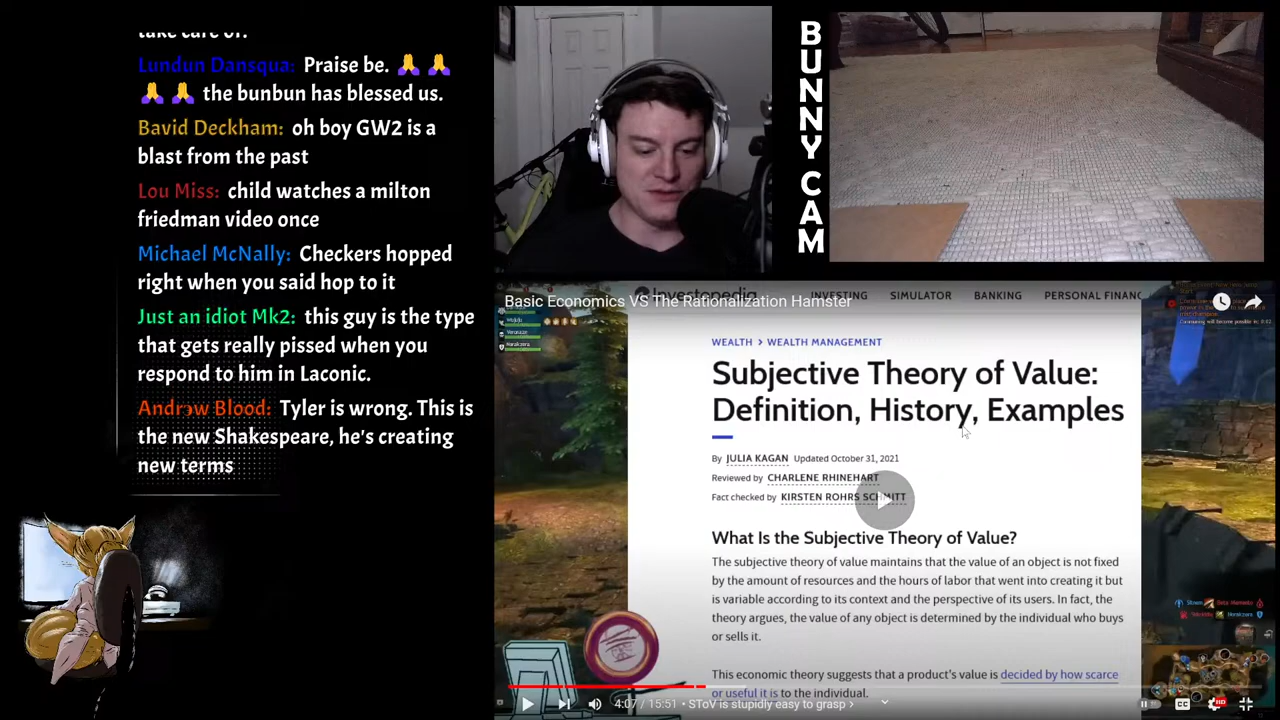 take care of.
Lundun Dansqua: Praise be. 🙏 🙏
🙏 🙏 the bunbun has blessed us.
Bavid Deckham: oh boy GW2 is a
blast from the past
Lou Miss: child watches a milton
friedman video once
Michael McNally: Checkers hopped
right when you said hop to it
Just an idiot Mk2: this guy is the type
that gets really pissed when you
respond to him in Laconic.
Andrew Blood: Tyler is wrong. This is
the new Shakespeare, he's creating
new terms
BUNNY CAM
Basic Economics VS The Rationalization Hamster
Investopedia INVESTING SIMULATOR BANKING PERSONAL FINANC
WEALTH > WEALTH MANAGEMENT
Subjective Theory of Value:
Definition, History, Examples
By JULIA KAGAN Updated October 31, 2021
Reviewed by CHARLENE RHINEHART
Fact checked by KIRSTEN ROHRS SCHMITT
What Is the Subjective Theory of Value?
The subjective theory of value maintains that the value of an object is not fixed
by the amount of resources and the hours of labor that went into creating it but
is variable according to its context and the perspective of its users. In fact, the
theory argues, the value of any object is determined by the individual who buys
or sells it.
This economic theory suggests that a product's value is decided by how scarce
or useful it is to the individual.
4:07 / 15:51 • SToV is stupidly easy to grasp >
CC HD